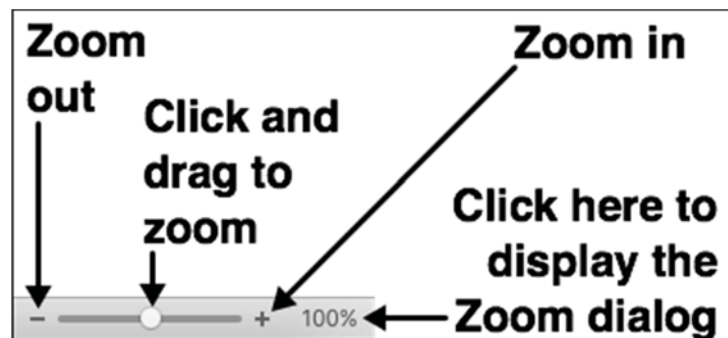 Zoom
out
Click and
drag to
zoom
Zoom in
Click here to
display the
Zoom dialog
− + 100%